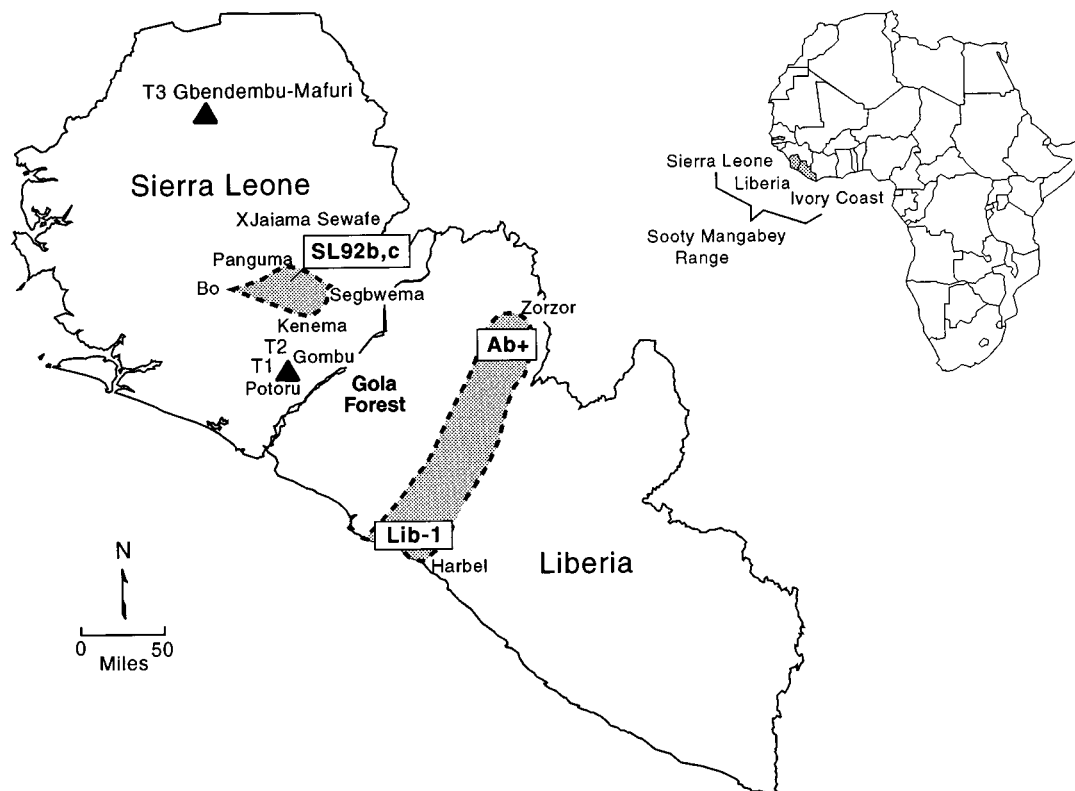 T3 Gbendembu-Mafuri
Sierra Leone
XJaiama Sewafe
SL92b,c
Panguma
Bo
Segbwema
Kenema
T2
T1
Gombu
Potoru
Gola
Forest
Zorzor
Ab+
Lib-1
Harbel
Liberia
N
0 50
Miles
Sierra Leone
Liberia
Ivory Coast
Sooty Mangabey
Range